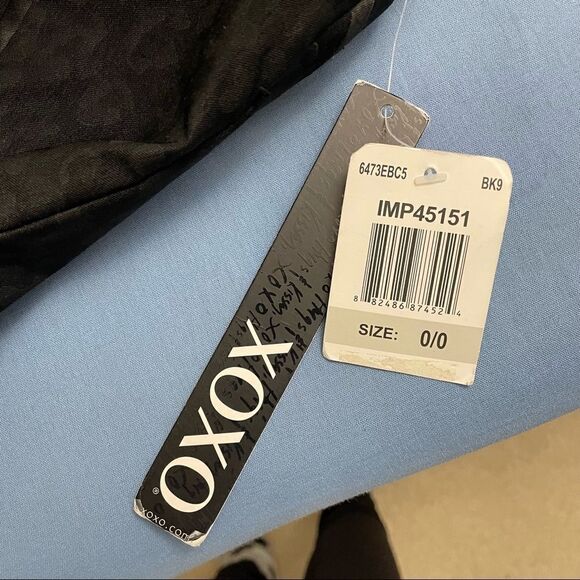 6473EBC5
BK9
IMP45151
8 82486 87452 4
SIZE: 0/0
XOXO®
xoxo.com